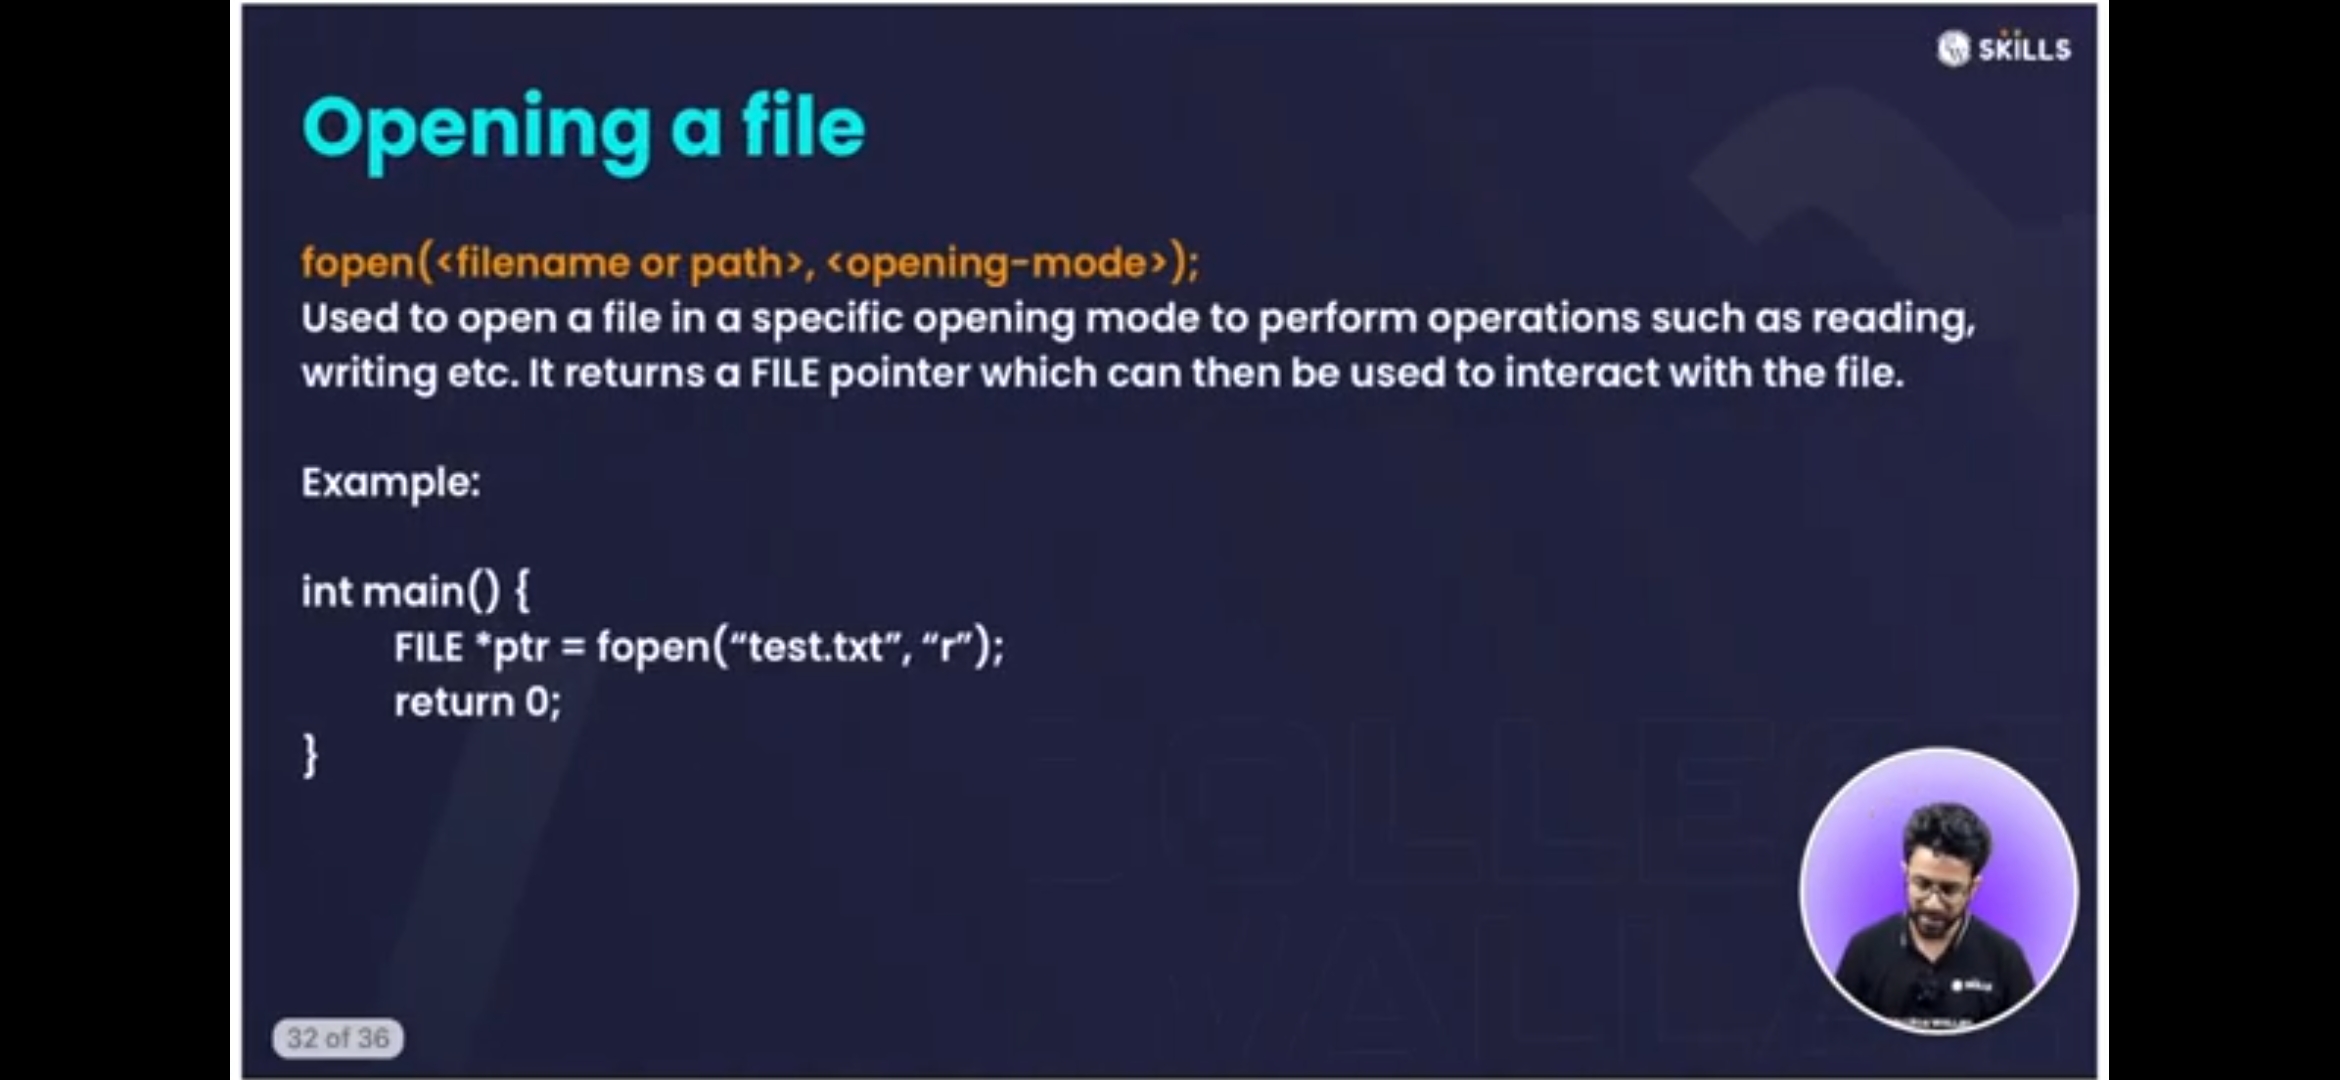 SKILLS
Opening a file
fopen(<filename or path>, <opening-mode>);
Used to open a file in a specific opening mode to perform operations such as reading,
writing etc. It returns a FILE pointer which can then be used to interact with the file.
Example:
int main() {
FILE *ptr = fopen(“test.txt”, “r”);
return 0;
}
32 of 36